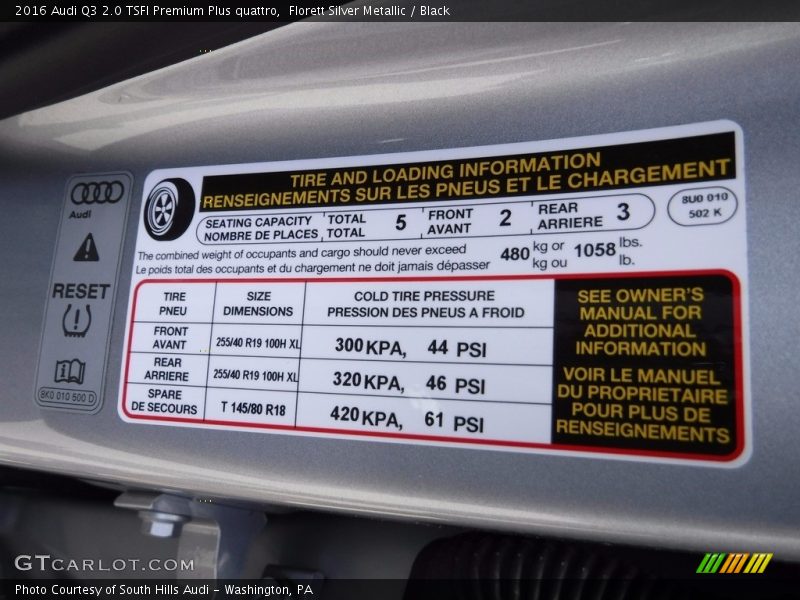 2016 Audi Q3 2.0 TSFI Premium Plus quattro, Florett Silver Metallic / Black
Audi
RESET
8K0 010 500 D
TIRE AND LOADING INFORMATION
RENSEIGNEMENTS SUR LES PNEUS ET LE CHARGEMENT
SEATING CAPACITY TOTAL 5 FRONT 2 REAR 3
NOMBRE DE PLACES TOTAL AVANT ARRIERE
8U0 010
502 K
The combined weight of occupants and cargo should never exceed 480 kg or 1058 lbs.
Le poids total des occupants et du chargement ne doit jamais dépasser kg ou lb.
TIRE SIZE COLD TIRE PRESSURE
PNEU DIMENSIONS PRESSION DES PNEUS A FROID
FRONT
AVANT 255/40 R19 100H XL 300 KPA, 44 PSI
REAR
ARRIERE 255/40 R19 100H XL 320 KPA, 46 PSI
SPARE
DE SECOURS T 145/80 R18 420 KPA, 61 PSI
SEE OWNER'S
MANUAL FOR
ADDITIONAL
INFORMATION
VOIR LE MANUEL
DU PROPRIETAIRE
POUR PLUS DE
RENSEIGNEMENTS
GTCARLOT.COM
Photo Courtesy of South Hills Audi - Washington, PA